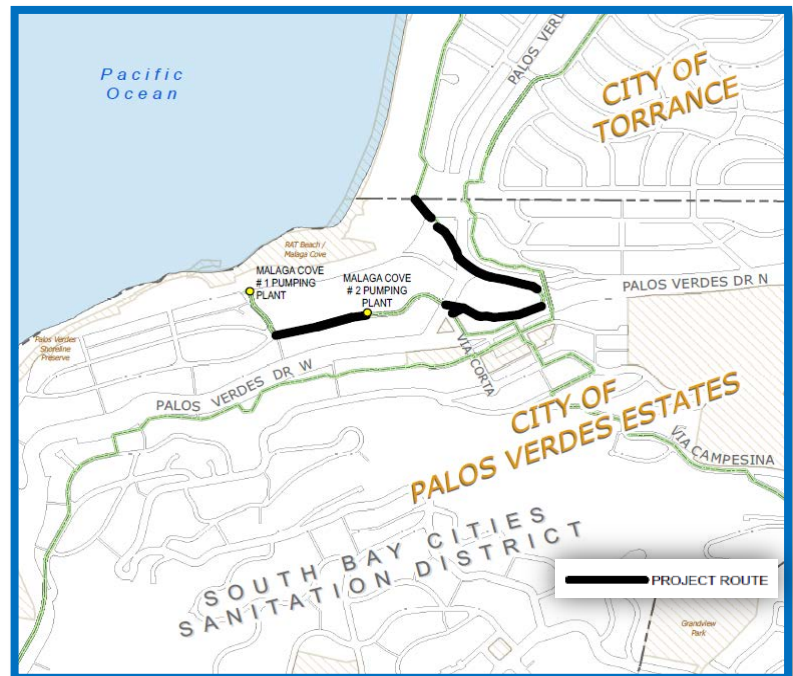 Pacific
Ocean
PALOS VERD
CITY OF
TORRANCE
RAT Beach /
Malaga Cove
MALAGA COVE
# 1 PUMPING
PLANT
MALAGA COVE
# 2 PUMPING
PLANT
PALOS VERDES DR N
Palos Verdes
Shoreline
Preserve
VIA CORTA
PALOS VERDES DR W
CITY OF
PALOS VERDES ESTATES
VIA CAMPESINA
SOUTH BAY CITIES
SANITATION DISTRICT
PROJECT ROUTE
Grandview
Park